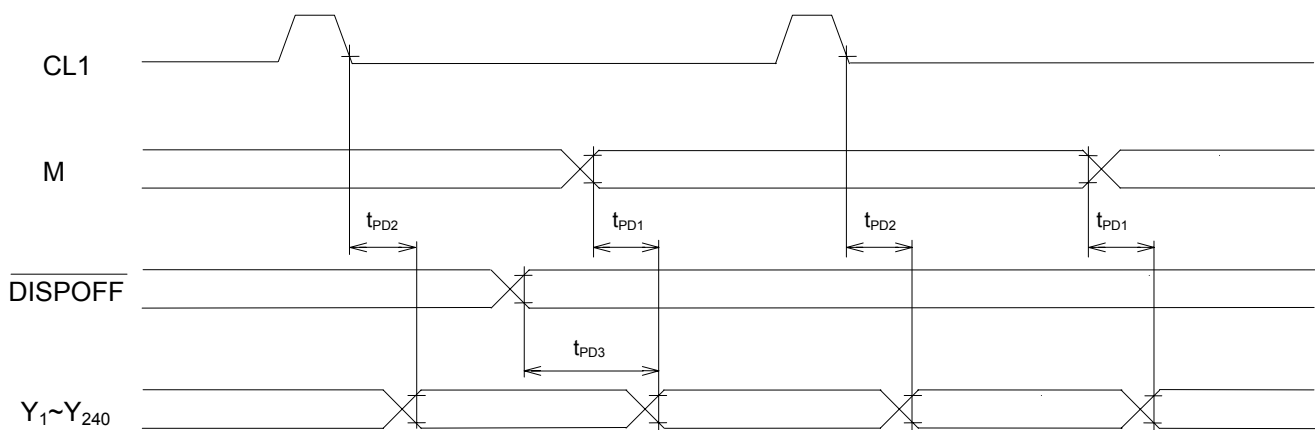 CL1
M
tPD2 tPD1 tPD2 tPD1
DISPOFF
tPD3
Y1~Y240